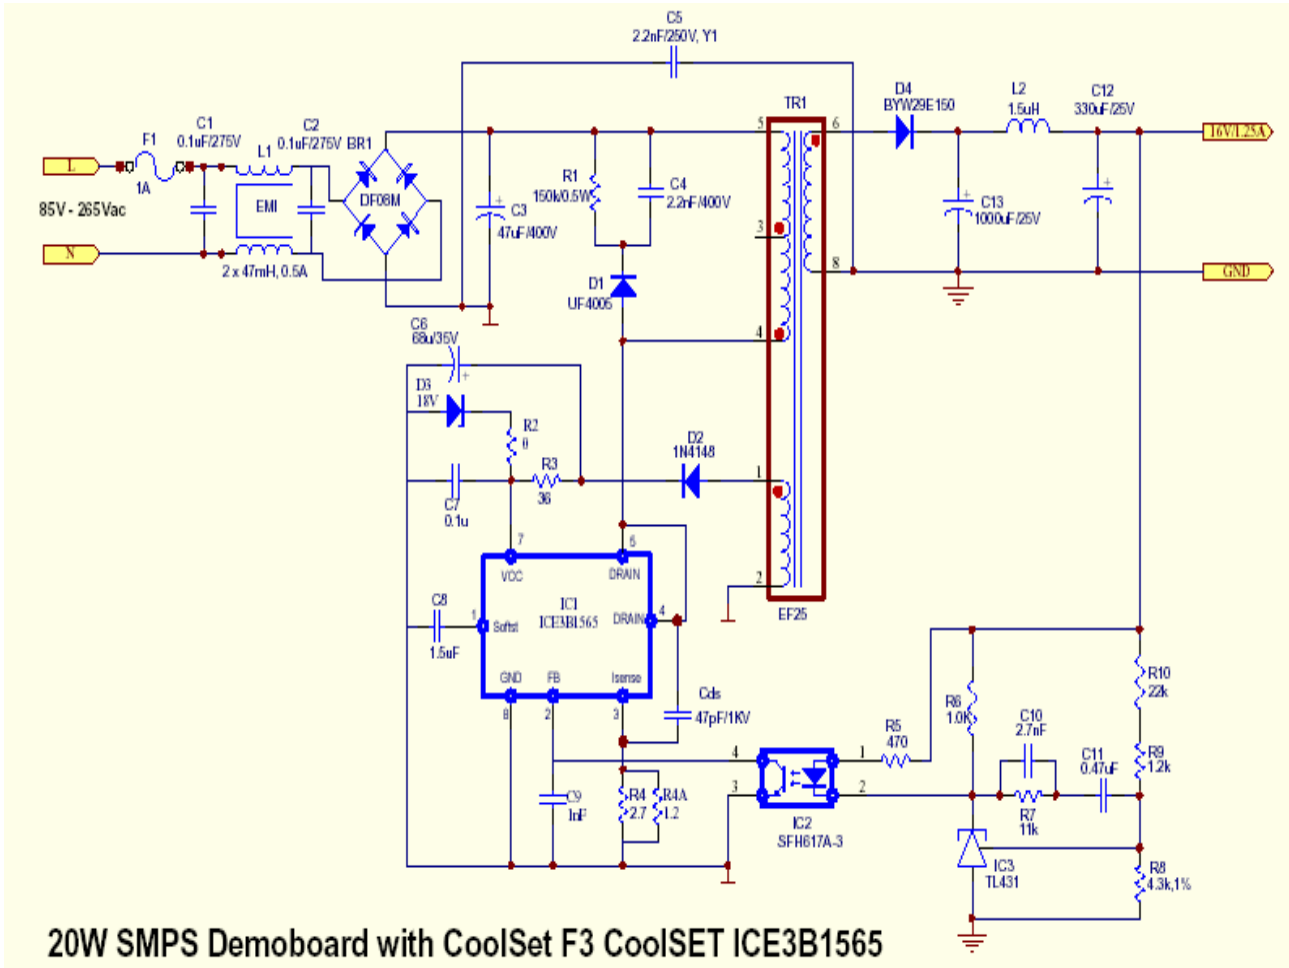 C5
2.2nF/250V, Y1
D4
BYW29E150
L2
1.5uH
C12
330uF/25V
TR1
F1
C1
0.1uF/275V
C2
0.1uF/275V
L1
BR1
5
6
16V/1.25A
L
1A
EMI
DF08M
R1
150k/0.5W
C4
2.2nF/400V
85V - 265Vac
C3
47uF/400V
C13
1000uF/25V
3
N
2 x 47mH, 0.5A
8
GND
D1
UF4005
C6
68u/35V
4
D3
18V
R2
0
D2
1N4148
R3
36
1
C7
0.1u
7
5
VCC
DRAIN
2
EF25
C8
1.5uF
1
Softst
IC1
ICE3B1565
DRAIN
4
GND
FB
Isense
8
2
3
Cds
47pF/1KV
R10
22k
R6
1.0K
R5
470
C10
2.7nF
R9
1.2k
C11
0.47uF
4
1
3
2
C9
1nF
R4
2.7
R4A
1.2
R7
11k
IC2
SFH617A-3
IC3
TL431
R8
4.3k,1%
20W SMPS Demoboard with CoolSet F3 CoolSET ICE3B1565